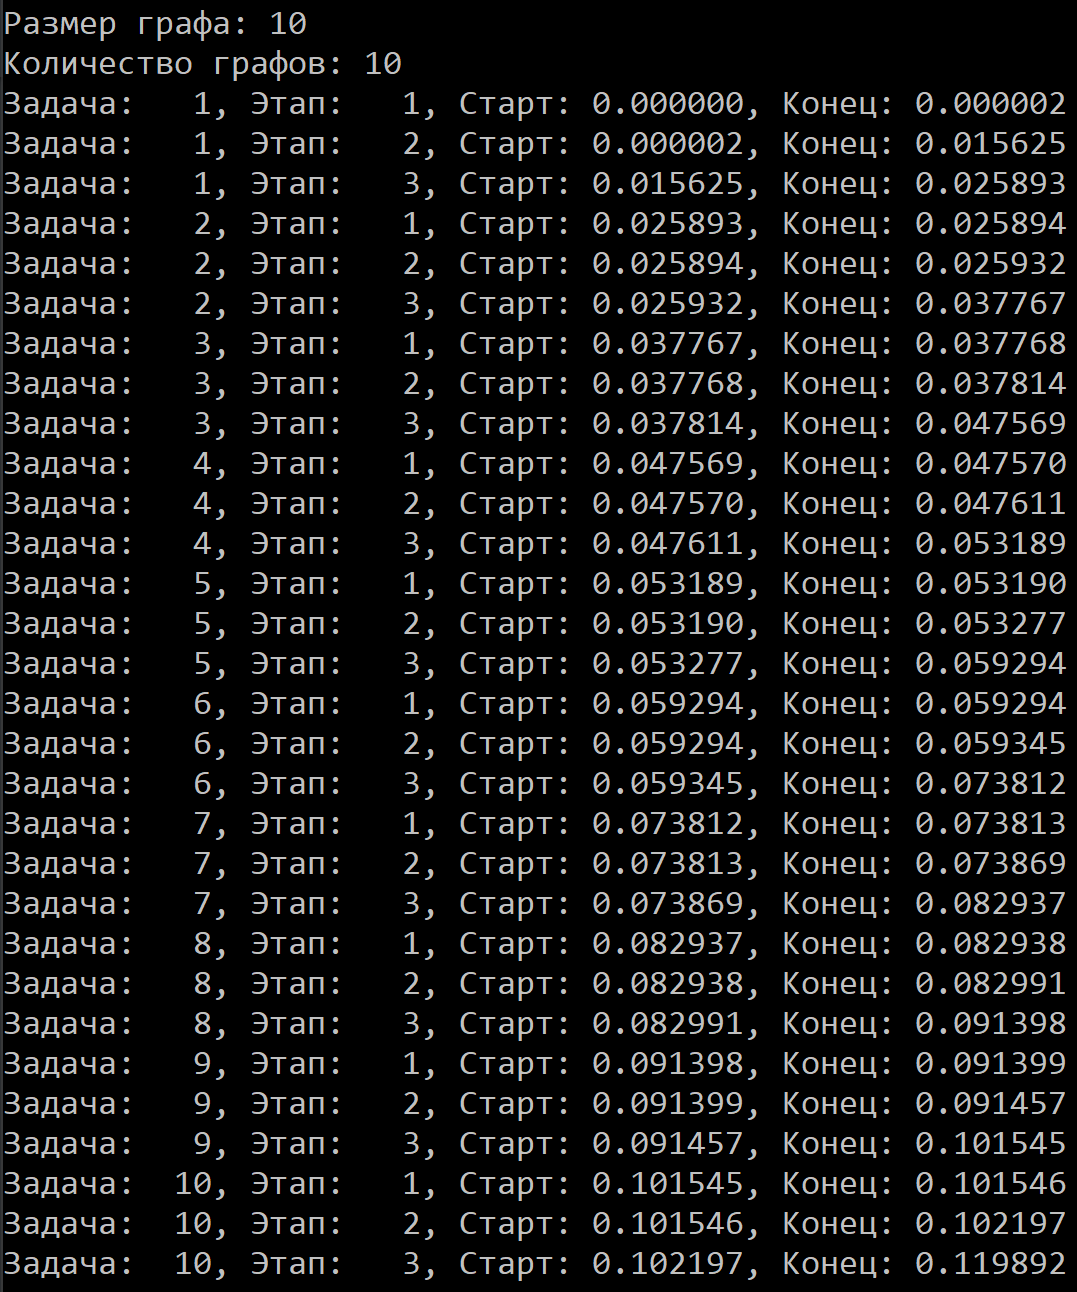 Размер графа: 10
Количество графов: 10
Задача:   1, Этап:   1, Старт: 0.000000, Конец: 0.000002
Задача:   1, Этап:   2, Старт: 0.000002, Конец: 0.015625
Задача:   1, Этап:   3, Старт: 0.015625, Конец: 0.025893
Задача:   2, Этап:   1, Старт: 0.025893, Конец: 0.025894
Задача:   2, Этап:   2, Старт: 0.025894, Конец: 0.025932
Задача:   2, Этап:   3, Старт: 0.025932, Конец: 0.037767
Задача:   3, Этап:   1, Старт: 0.037767, Конец: 0.037768
Задача:   3, Этап:   2, Старт: 0.037768, Конец: 0.037814
Задача:   3, Этап:   3, Старт: 0.037814, Конец: 0.047569
Задача:   4, Этап:   1, Старт: 0.047569, Конец: 0.047570
Задача:   4, Этап:   2, Старт: 0.047570, Конец: 0.047611
Задача:   4, Этап:   3, Старт: 0.047611, Конец: 0.053189
Задача:   5, Этап:   1, Старт: 0.053189, Конец: 0.053190
Задача:   5, Этап:   2, Старт: 0.053190, Конец: 0.053277
Задача:   5, Этап:   3, Старт: 0.053277, Конец: 0.059294
Задача:   6, Этап:   1, Старт: 0.059294, Конец: 0.059294
Задача:   6, Этап:   2, Старт: 0.059294, Конец: 0.059345
Задача:   6, Этап:   3, Старт: 0.059345, Конец: 0.073812
Задача:   7, Этап:   1, Старт: 0.073812, Конец: 0.073813
Задача:   7, Этап:   2, Старт: 0.073813, Конец: 0.073869
Задача:   7, Этап:   3, Старт: 0.073869, Конец: 0.082937
Задача:   8, Этап:   1, Старт: 0.082937, Конец: 0.082938
Задача:   8, Этап:   2, Старт: 0.082938, Конец: 0.082991
Задача:   8, Этап:   3, Старт: 0.082991, Конец: 0.091398
Задача:   9, Этап:   1, Старт: 0.091398, Конец: 0.091399
Задача:   9, Этап:   2, Старт: 0.091399, Конец: 0.091457
Задача:   9, Этап:   3, Старт: 0.091457, Конец: 0.101545
Задача:  10, Этап:   1, Старт: 0.101545, Конец: 0.101546
Задача:  10, Этап:   2, Старт: 0.101546, Конец: 0.102197
Задача:  10, Этап:   3, Старт: 0.102197, Конец: 0.119892